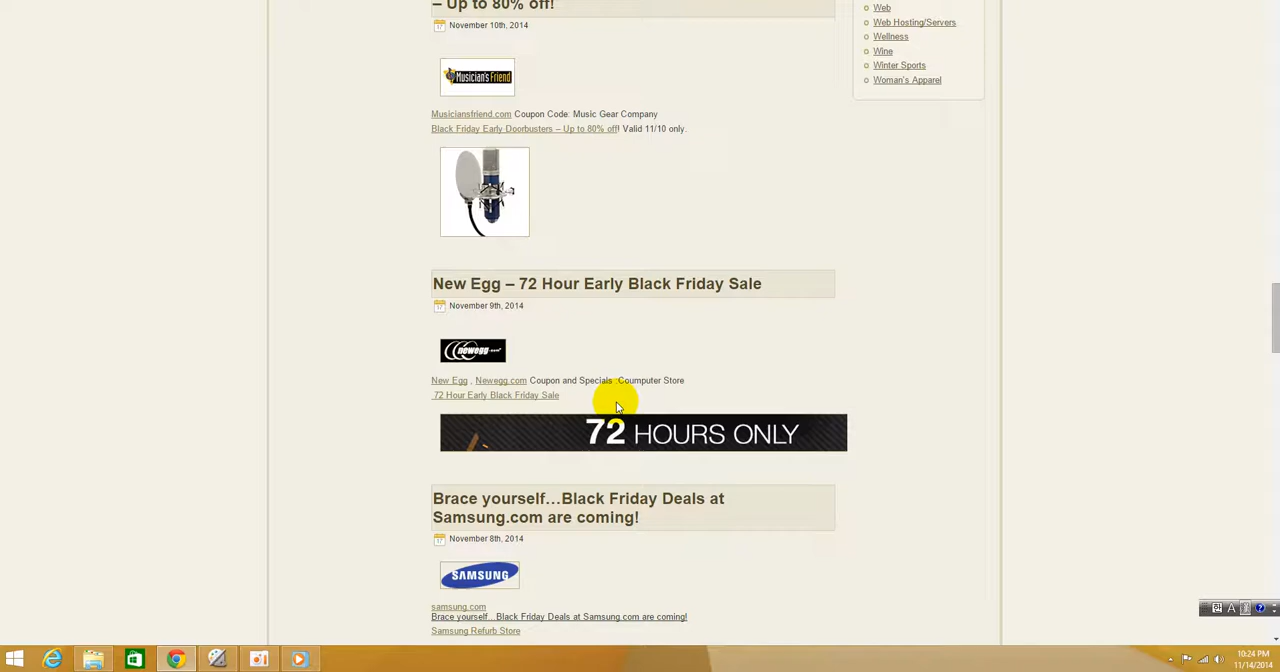 – Up to 80% off!
November 10th, 2014
Musician's Friend
Musiciansfriend.com Coupon Code: Music Gear Company
Black Friday Early Doorbusters – Up to 80% off! Valid 11/10 only.
New Egg – 72 Hour Early Black Friday Sale
November 9th, 2014
newegg.com
New Egg , Newegg.com Coupon and Specials :Coumputer Store
72 Hour Early Black Friday Sale
72 HOURS ONLY
Brace yourself…Black Friday Deals at
Samsung.com are coming!
November 8th, 2014
SAMSUNG
samsung.com
Brace yourself…Black Friday Deals at Samsung.com are coming!
Samsung Refurb Store
Web
Web Hosting/Servers
Wellness
Wine
Winter Sports
Woman's Apparel
A
10:24 PM
11/14/2014